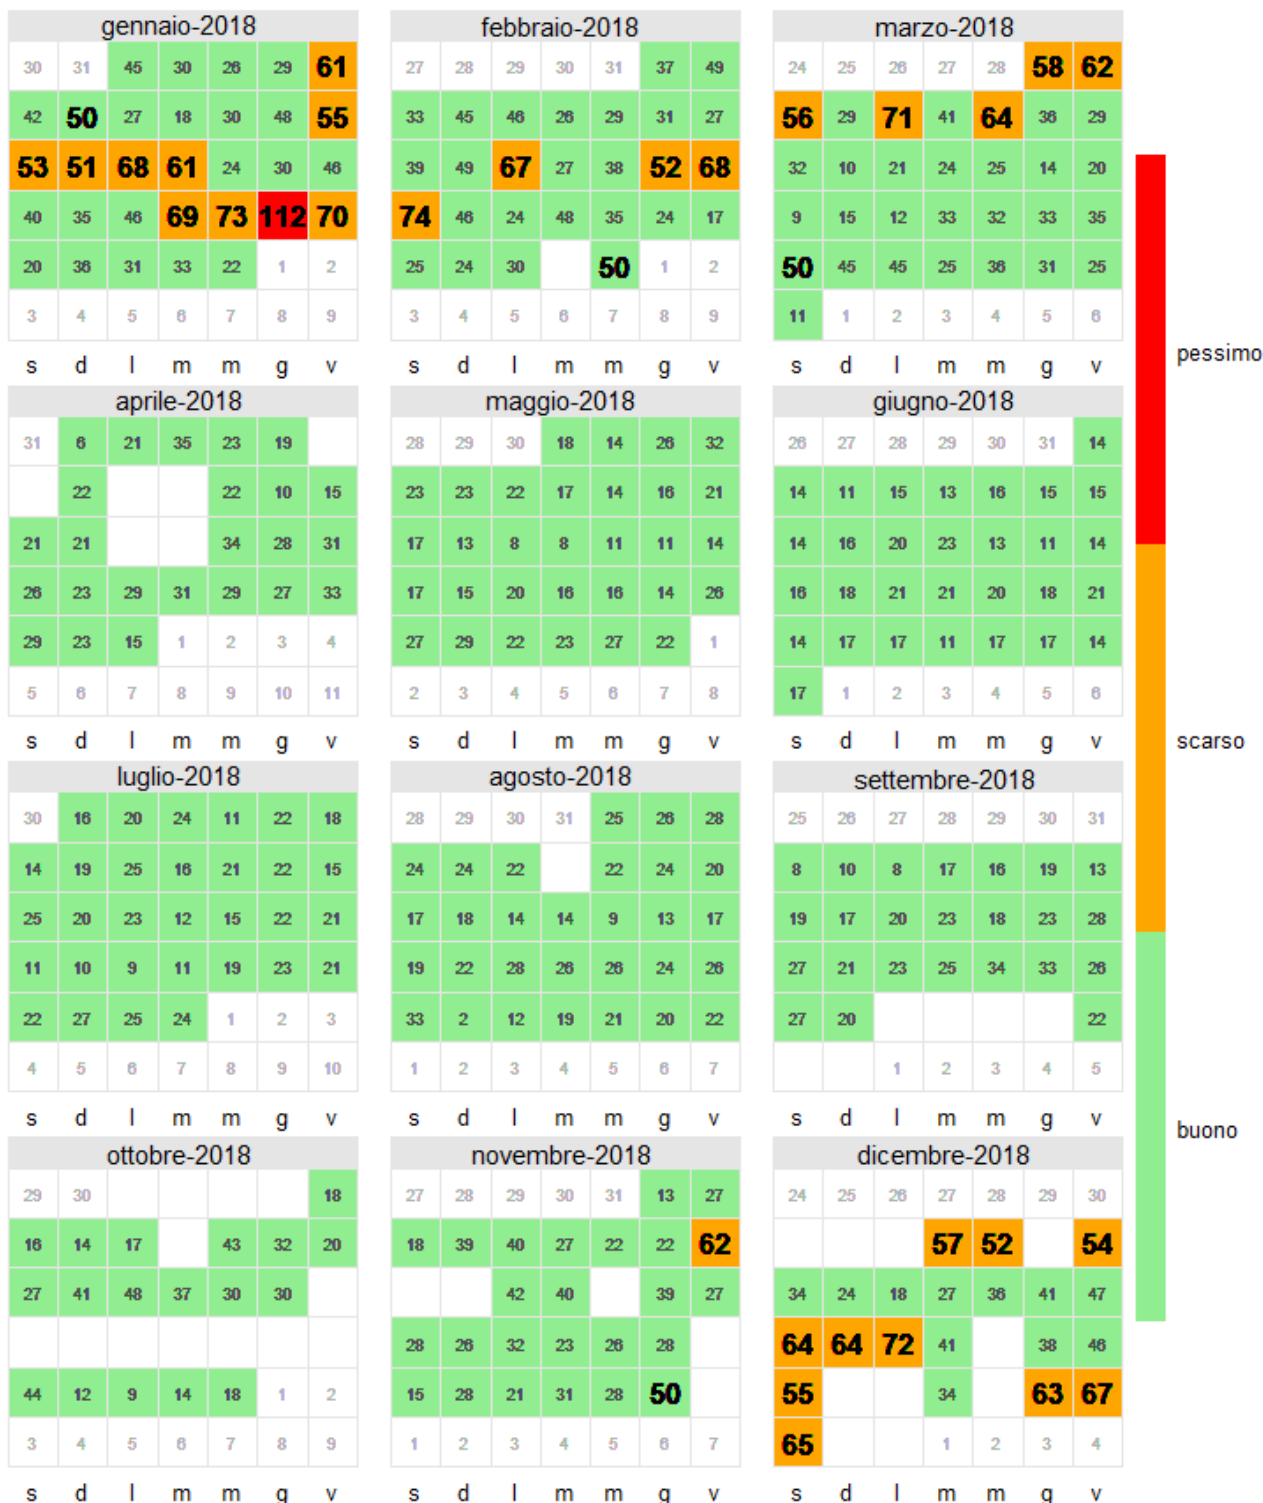 gennaio-2018 febbraio-2018 marzo-2018
30 31 45 30 26 29 61 27 28 29 30 31 37 49 24 25 26 27 28 58 62
42 50 27 18 30 48 55 33 45 46 26 29 31 27 56 29 71 41 64 36 29
53 51 68 61 24 30 46 39 49 67 27 38 52 68 32 10 21 24 25 14 20
40 35 46 69 73 112 70 74 46 24 48 35 24 17 9 15 12 33 32 33 35
20 36 31 33 22 1 2 25 24 30 50 1 2 50 45 45 25 36 31 25
3 4 5 6 7 8 9 3 4 5 6 7 8 9 11 1 2 3 4 5 6
s d l m m g v s d l m m g v s d l m m g v
pessimo
aprile-2018 maggio-2018 giugno-2018
31 6 21 35 23 19 28 29 30 18 14 26 32 26 27 28 29 30 31 14
22 22 10 15 23 23 22 17 14 16 21 14 11 15 13 16 15 15
21 21 34 28 31 17 13 8 8 11 11 14 14 16 20 23 13 11 14
26 23 29 31 29 27 33 17 15 20 16 16 14 26 16 18 21 21 20 18 21
29 23 15 1 2 3 4 27 29 22 23 27 22 1 14 17 17 11 17 17 14
5 6 7 8 9 10 11 2 3 4 5 6 7 8 17 1 2 3 4 5 6
s d l m m g v s d l m m g v s d l m m g v
scarso
luglio-2018 agosto-2018 settembre-2018
30 16 20 24 11 22 18 28 29 30 31 25 26 28 25 26 27 28 29 30 31
14 19 25 16 21 22 15 24 24 22 22 24 20 8 10 8 17 16 19 13
25 20 23 12 15 22 21 17 18 14 14 9 13 17 19 17 20 23 18 23 28
11 10 9 11 19 23 21 19 22 28 26 26 24 26 27 21 23 25 34 33 26
22 27 25 24 1 2 3 33 2 12 19 21 20 22 27 20 22
4 5 6 7 8 9 10 1 2 3 4 5 6 7 1 2 3 4 5
s d l m m g v s d l m m g v s d l m m g v
buono
ottobre-2018 novembre-2018 dicembre-2018
29 30 18 27 28 29 30 31 13 27 24 25 26 27 28 29 30
16 14 17 43 32 20 18 39 40 27 22 22 62 57 52 54
27 41 48 37 30 30 42 40 39 27 34 24 18 27 36 41 47
28 26 32 23 26 28 64 64 72 41 38 46
44 12 9 14 18 1 2 15 28 21 31 28 50 55 34 63 67
3 4 5 6 7 8 9 1 2 3 4 5 6 7 65 1 2 3 4
s d l m m g v s d l m m g v s d l m m g v